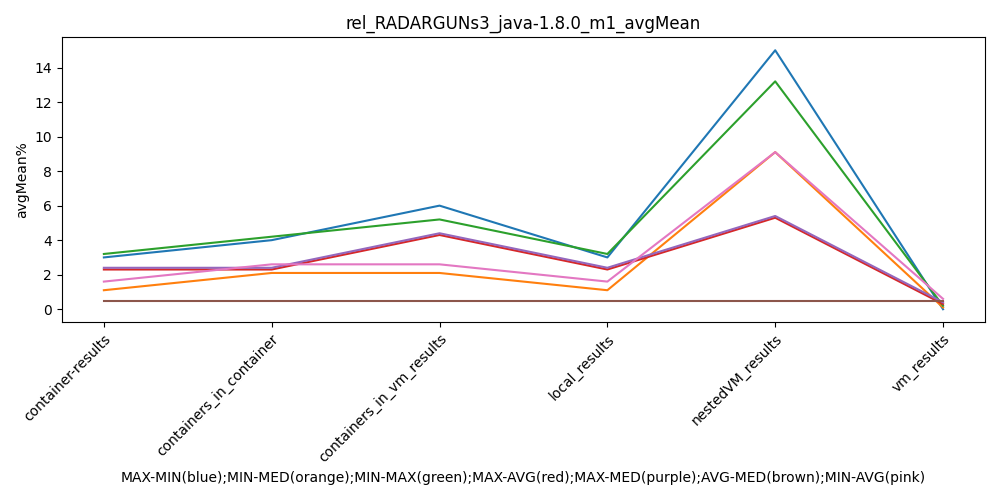 rel_RADARGUNs3_java-1.8.0_m1_avgMean
avgMean%
14
12
10
8
6
4
2
0
container-results
containers_in_container
containers_in_vm_results
local_results
nestedVM_results
vm_results
MAX-MIN(blue);MIN-MED(orange);MIN-MAX(green);MAX-AVG(red);MAX-MED(purple);AVG-MED(brown);MIN-AVG(pink)